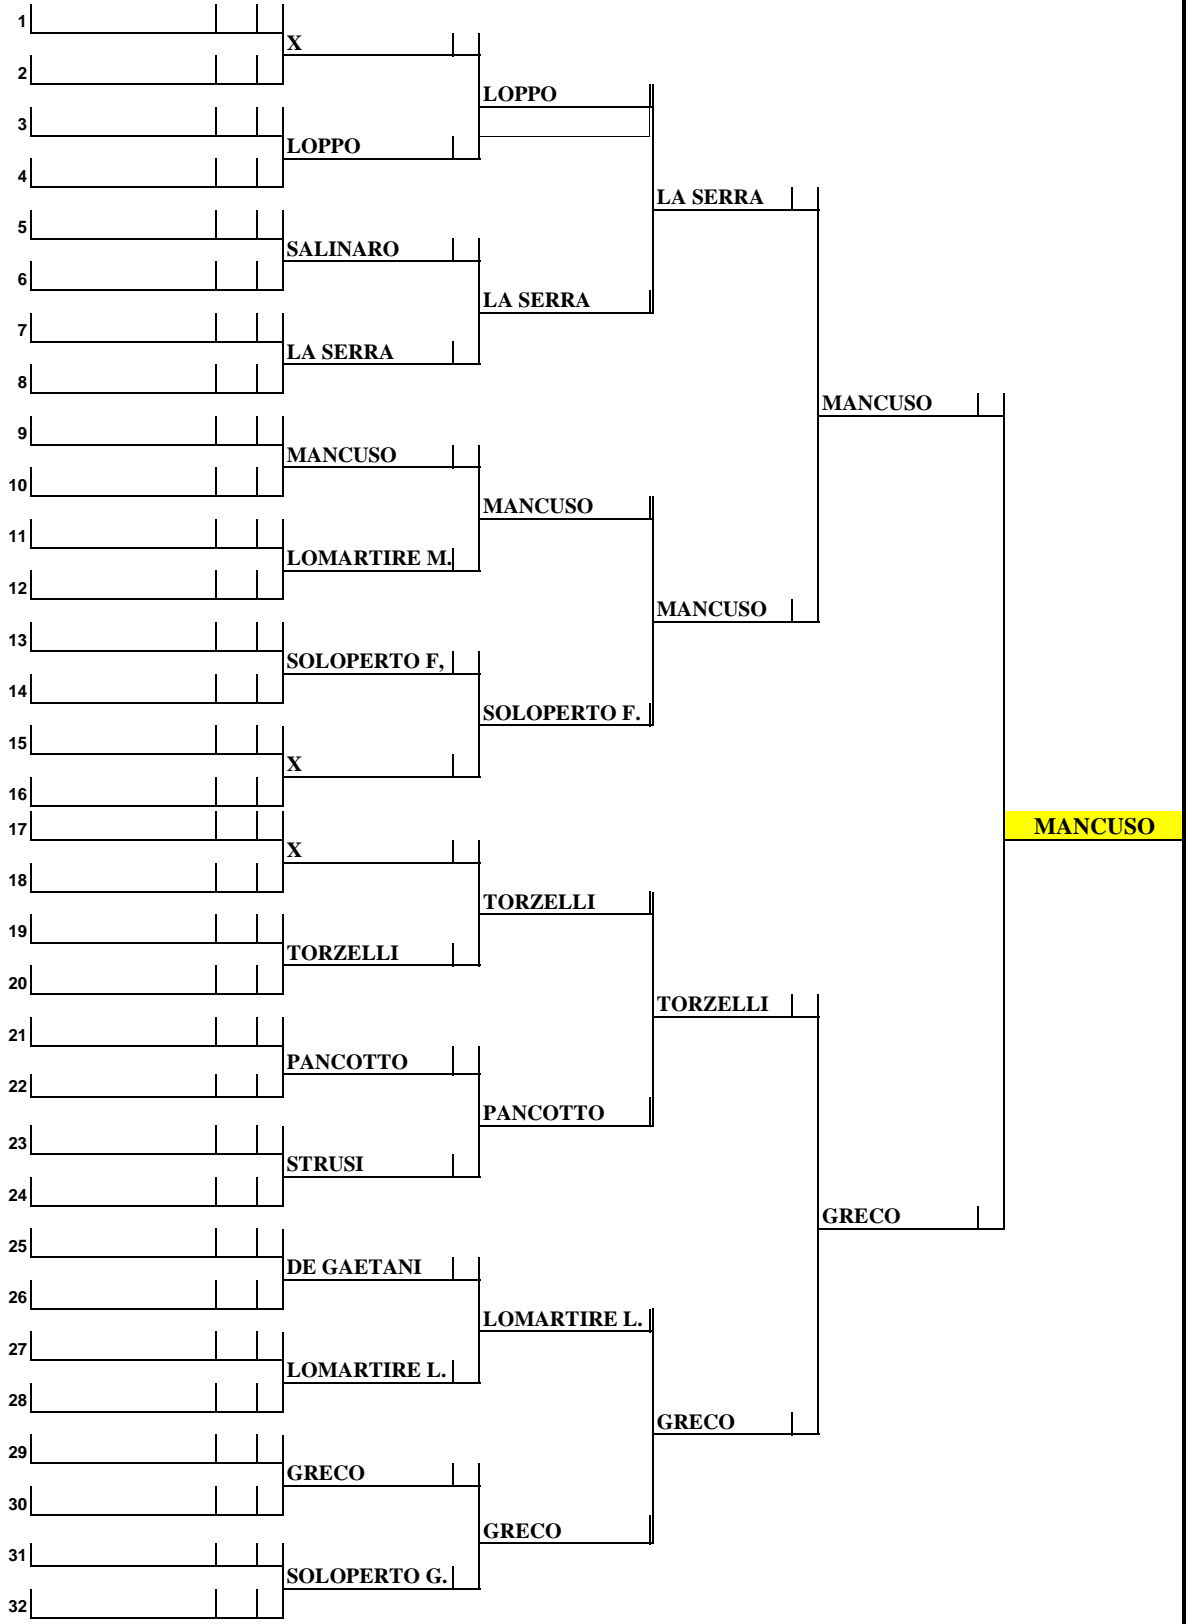 1
X
2
LOPPO
3
LOPPO
4
LA SERRA
5
SALINARO
6
LA SERRA
7
LA SERRA
8
MANCUSO
9
MANCUSO
10
MANCUSO
11
LOMARTIRE M.
12
MANCUSO
13
SOLOPERTO F,
14
SOLOPERTO F.
15
X
16
17
MANCUSO
X
18
TORZELLI
19
TORZELLI
20
TORZELLI
21
PANCOTTO
22
PANCOTTO
23
STRUSI
24
GRECO
25
DE GAETANI
26
LOMARTIRE L.
27
LOMARTIRE L.
28
GRECO
29
GRECO
30
GRECO
31
SOLOPERTO G.
32